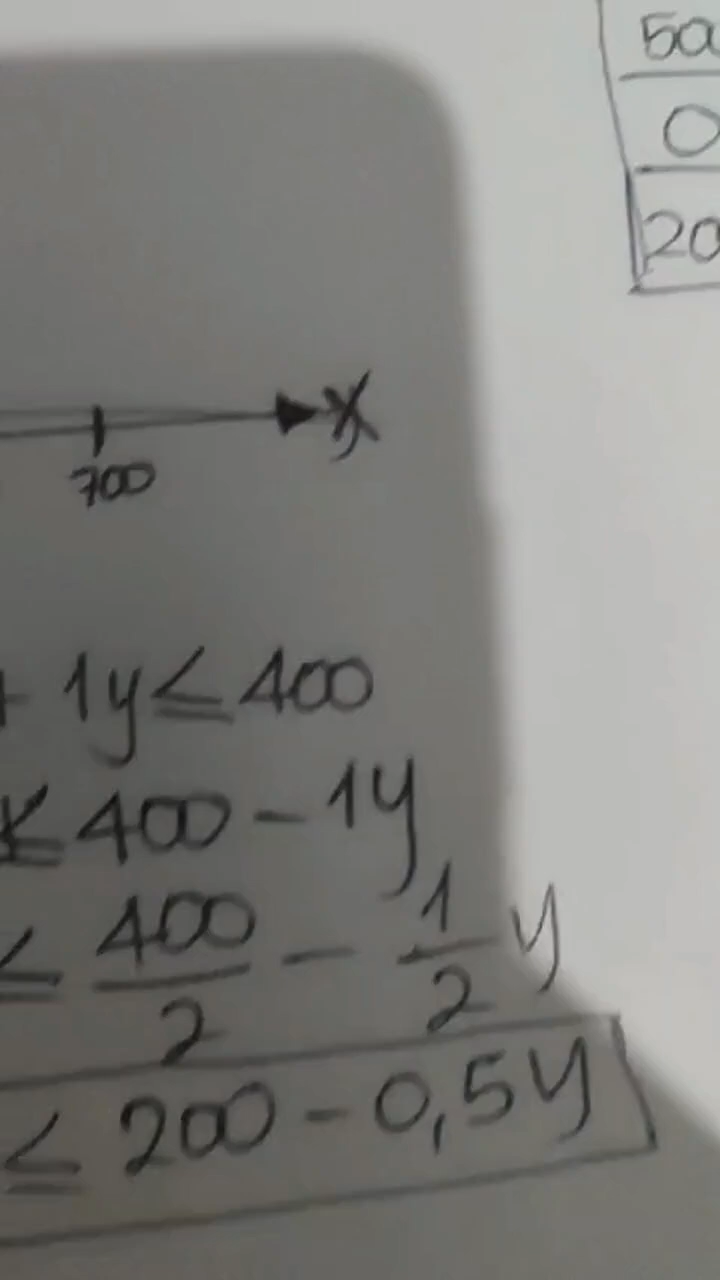 50
0
20
x
700
+ 1y ≤ 400
≤ 400 - 1y
≤ 400/2 - 1/2 y
≤ 200 - 0,5y